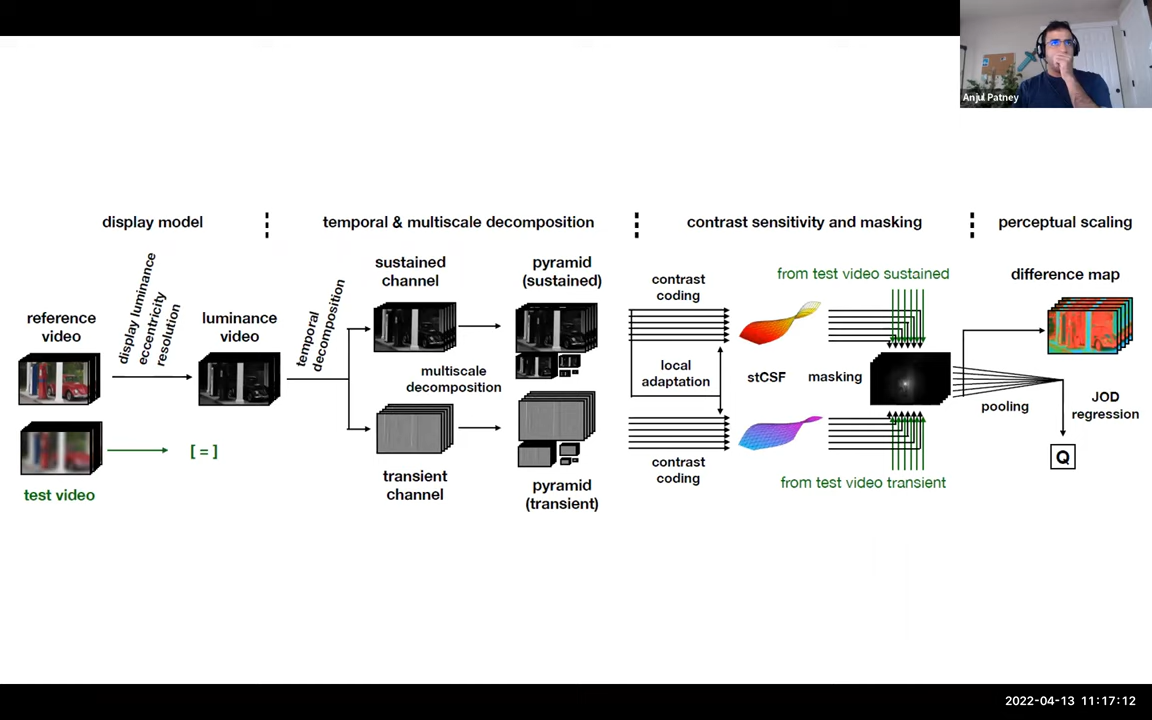 Anjul Patney
display model
temporal & multiscale decomposition
contrast sensitivity and masking
perceptual scaling
reference
video
display luminance
eccentricity
resolution
luminance
video
test video
[ = ]
temporal
decomposition
sustained
channel
pyramid
(sustained)
multiscale
decomposition
transient
channel
pyramid
(transient)
contrast
coding
local
adaptation
contrast
coding
stCSF
from test video sustained
masking
from test video transient
difference map
pooling
JOD
regression
Q
2022-04-13 11:17:12